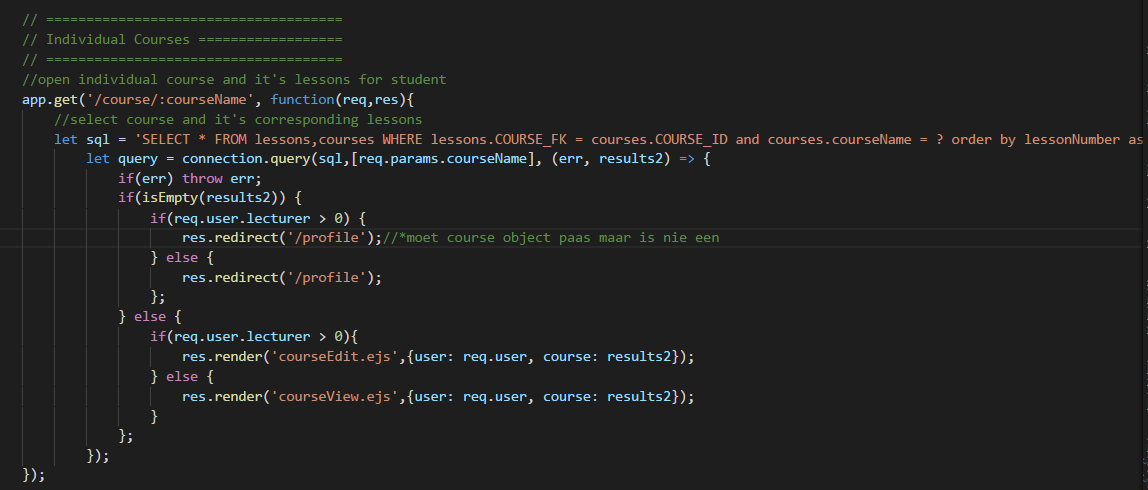 // =====================================
// Individual Courses ==================
// =====================================
//open individual course and it's lessons for student
app.get('/course/:courseName', function(req,res){
//select course and it's corresponding lessons
let sql = 'SELECT * FROM lessons,courses WHERE lessons.COURSE_FK = courses.COURSE_ID and courses.courseName = ? order by lessonNumber as
let query = connection.query(sql,[req.params.courseName], (err, results2) => {
if(err) throw err;
if(isEmpty(results2)) {
if(req.user.lecturer > 0) {
res.redirect('/profile');//*moet course object paas maar is nie een
} else {
res.redirect('/profile');
};
} else {
if(req.user.lecturer > 0){
res.render('courseEdit.ejs',{user: req.user, course: results2});
} else {
res.render('courseView.ejs',{user: req.user, course: results2});
}
};
});
});